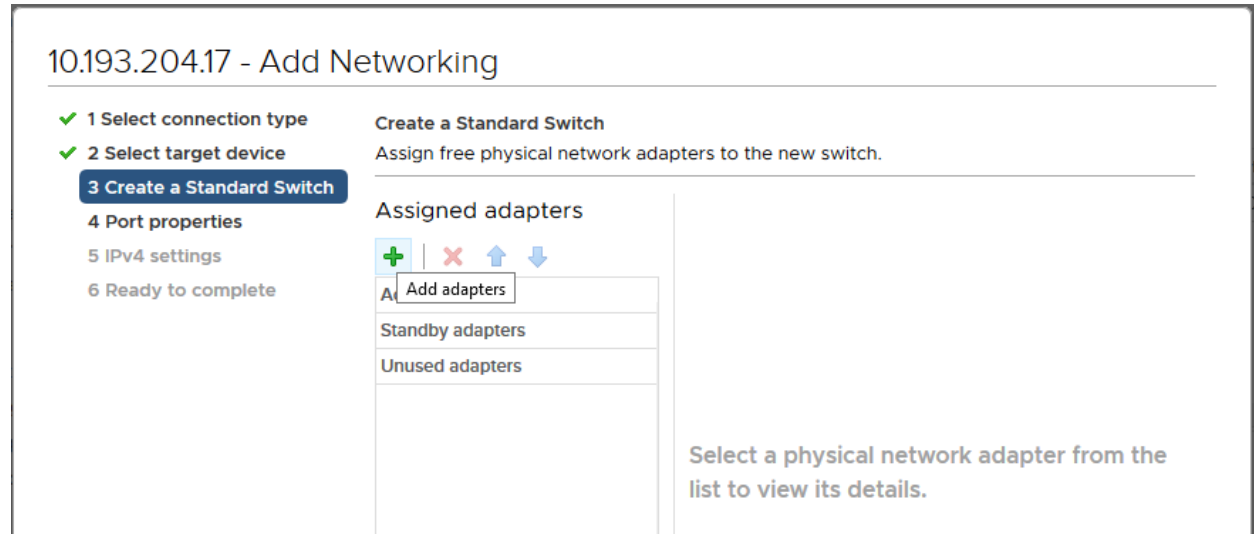 10.193.204.17 - Add Networking
1 Select connection type
2 Select target device
3 Create a Standard Switch
4 Port properties
5 IPv4 settings
6 Ready to complete
Create a Standard Switch
Assign free physical network adapters to the new switch.
Assigned adapters
Add adapters
Standby adapters
Unused adapters
Select a physical network adapter from the
list to view its details.